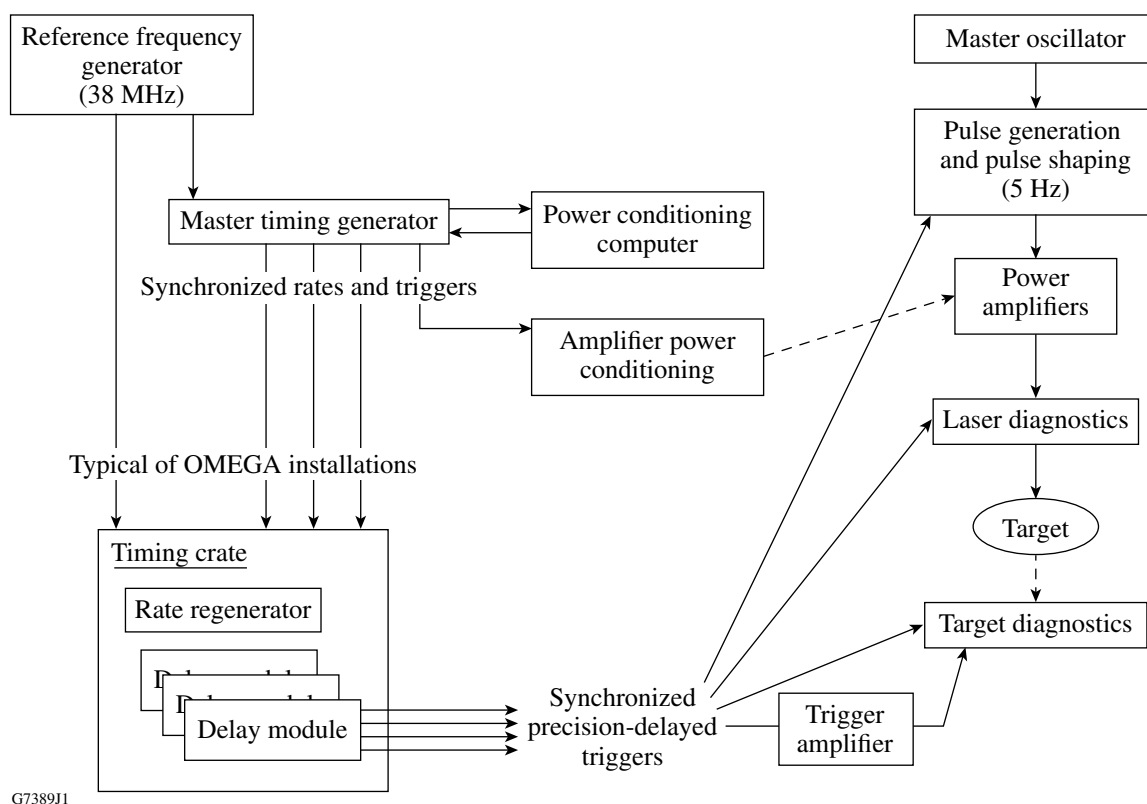 Reference frequency
generator
(38 MHz)
Master oscillator
Pulse generation
and pulse shaping
(5 Hz)
Master timing generator
Power conditioning
computer
Synchronized rates and triggers
Power
amplifiers
Amplifier power
conditioning
Laser diagnostics
Typical of OMEGA installations
Target
Timing crate
Rate regenerator
Target diagnostics
Delay module
Synchronized
precision-delayed
triggers
Trigger
amplifier
G7389J1